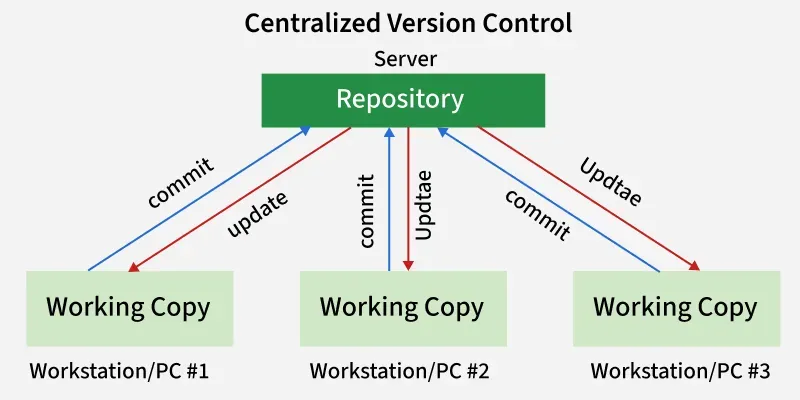 Centralized Version Control
Server
Repository
commit
update
commit
Updtae
commit
Updtae
Working Copy
Working Copy
Working Copy
Workstation/PC #1
Workstation/PC #2
Workstation/PC #3